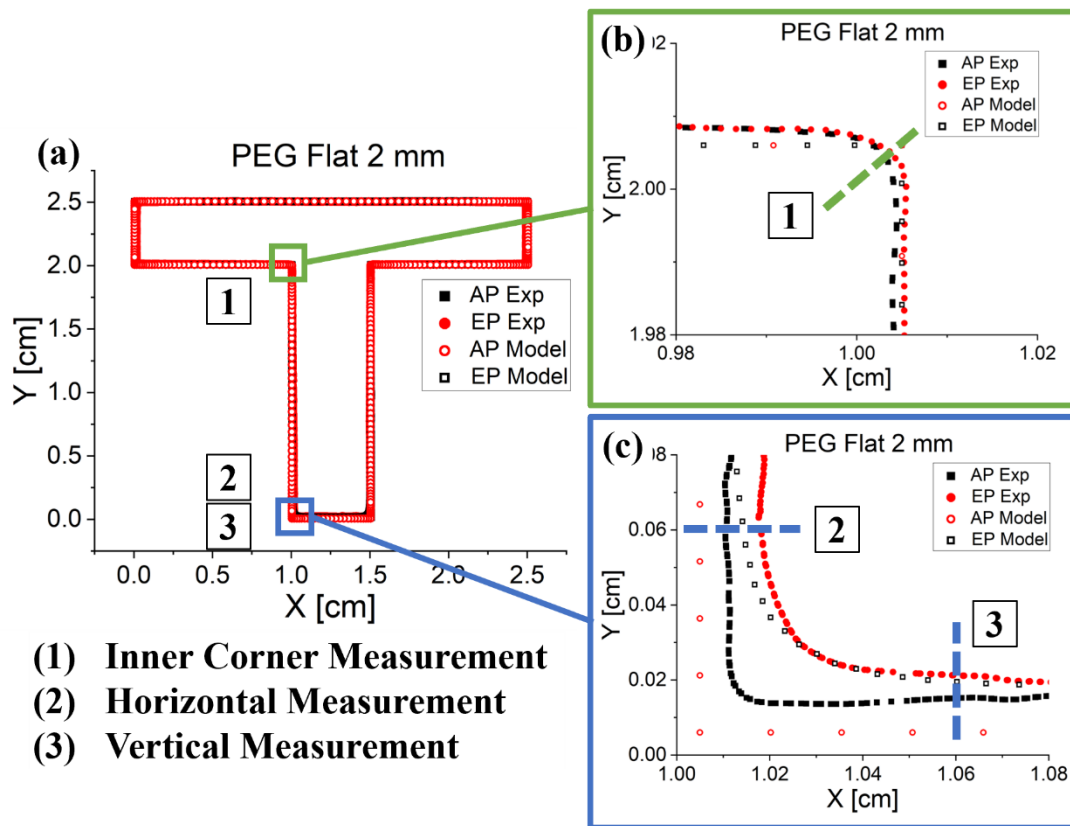 (a)
PEG Flat 2 mm
Y [cm]
2.5
2.0
1.5
1.0
0.5
0.0
0.0 0.5 1.0 1.5 2.0 2.5
X [cm]
1
2
3
AP Exp
EP Exp
AP Model
EP Model
(1) Inner Corner Measurement
(2) Horizontal Measurement
(3) Vertical Measurement
(b)
PEG Flat 2 mm
AP Exp
EP Exp
AP Model
EP Model
Y [cm]
02
2.00
1.98
1
0.98 1.00 1.02
X [cm]
(c)
PEG Flat 2 mm
AP Exp
EP Exp
AP Model
EP Model
Y [cm]
08
0.06
0.04
0.02
0.00
2
3
1.00 1.02 1.04 1.06 1.08
X [cm]